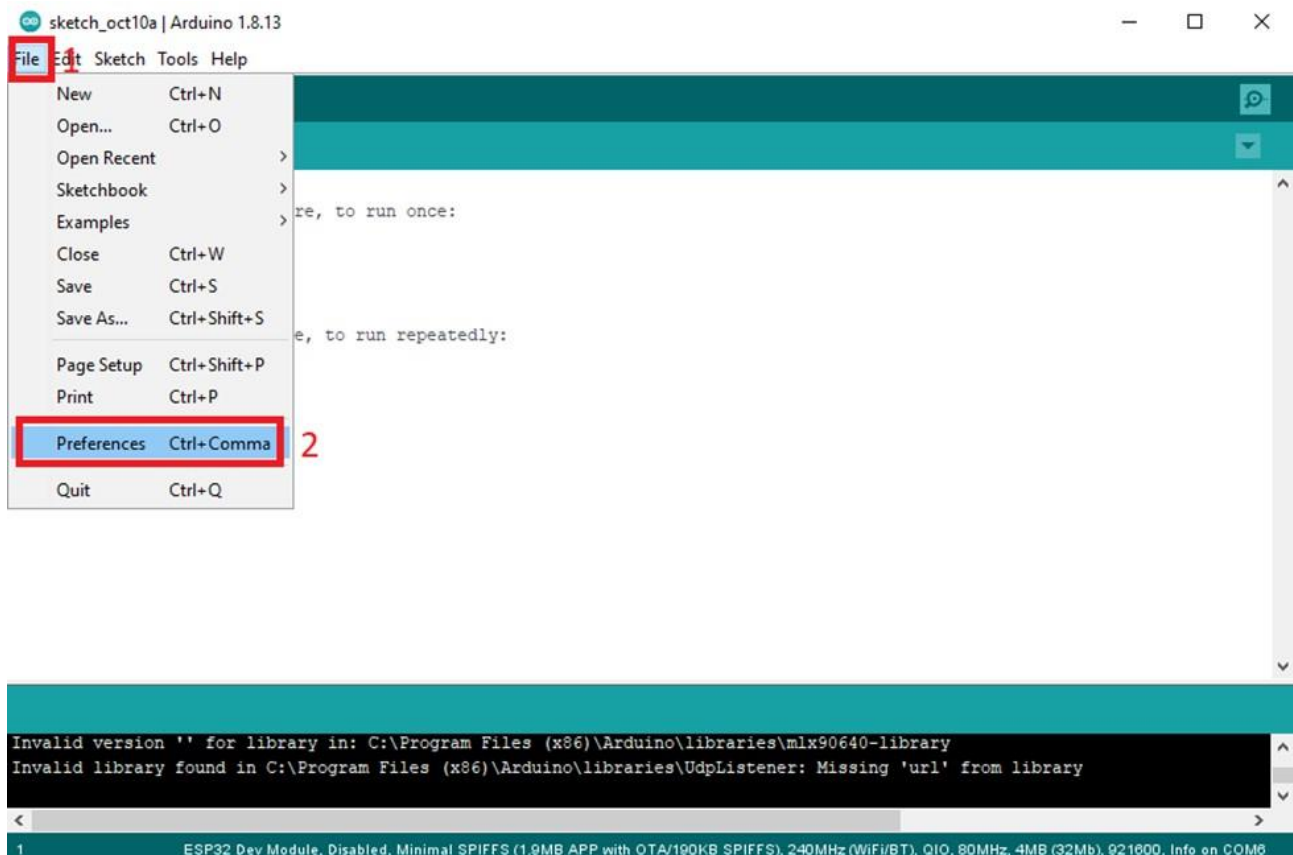 sketch_oct10a | Arduino 1.8.13
File Edit Sketch Tools Help
1
New Ctrl+N
Open... Ctrl+O
Open Recent >
Sketchbook >
Examples >
Close Ctrl+W
Save Ctrl+S
Save As... Ctrl+Shift+S
Page Setup Ctrl+Shift+P
Print Ctrl+P
Preferences Ctrl+Comma
2
Quit Ctrl+Q
re, to run once:
e, to run repeatedly:
Invalid version '' for library in: C:\Program Files (x86)\Arduino\libraries\mlx90640-library
Invalid library found in C:\Program Files (x86)\Arduino\libraries\UdpListener: Missing 'url' from library
1 ESP32 Dev Module, Disabled, Minimal SPIFFS (1.9MB APP with OTA/190KB SPIFFS), 240MHz (WiFi/BT), QIO, 80MHz, 4MB (32Mb), 921600, Info on COM6